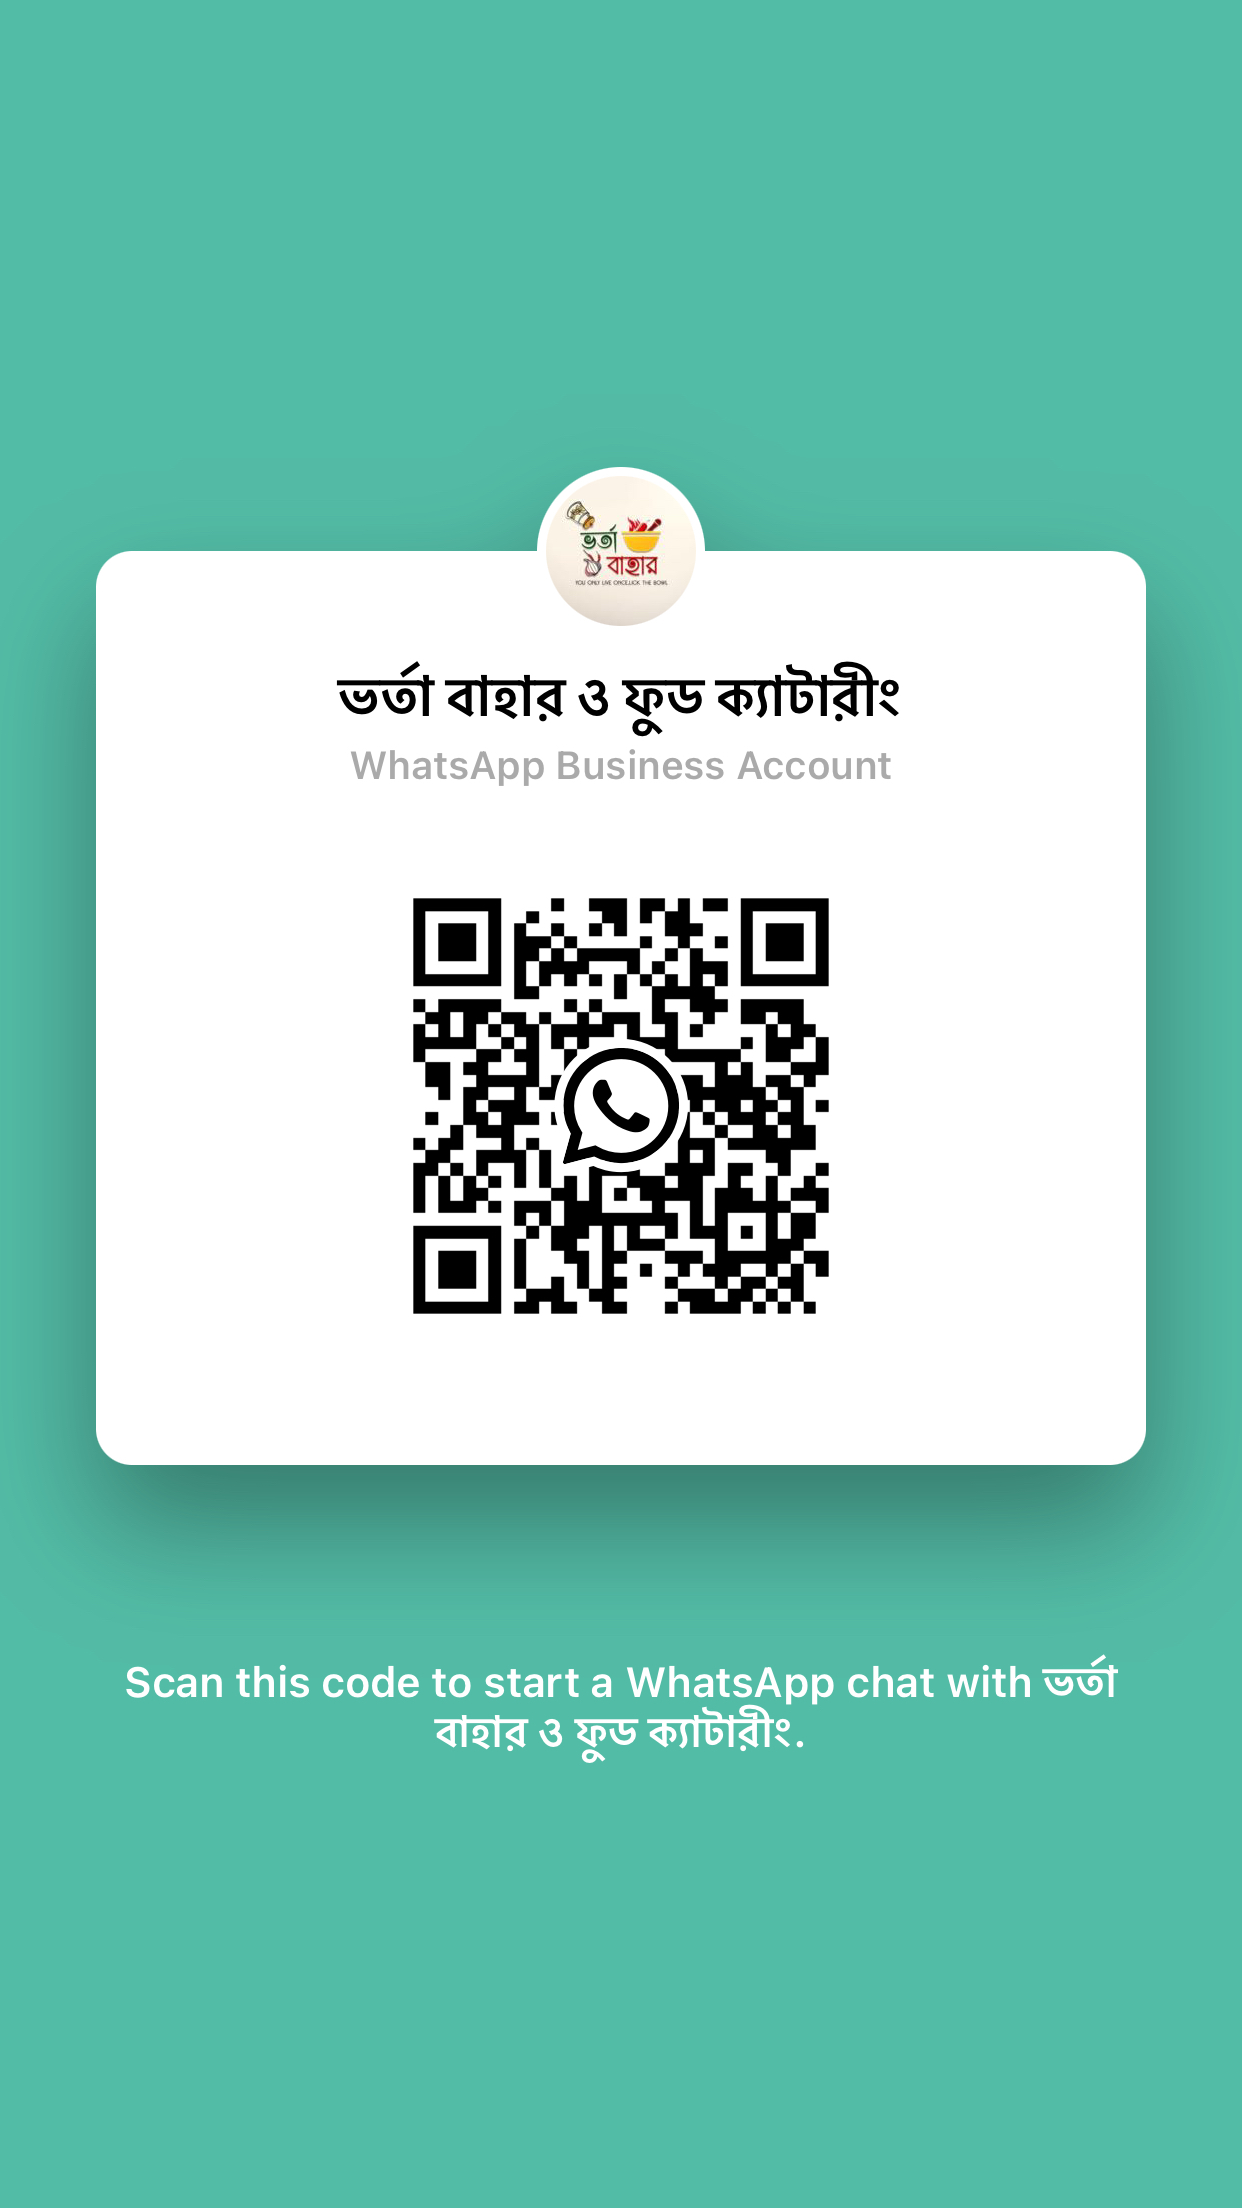 ভর্তা
বাহার
YOU ONLY LIVE ONCE,LICK THE BOWL
ভর্তা বাহার ও ফুড ক্যাটারীং
WhatsApp Business Account
Scan this code to start a WhatsApp chat with ভর্তা
বাহার ও ফুড ক্যাটারীং.